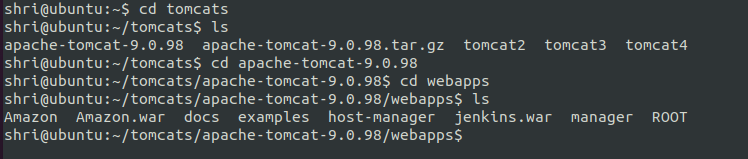 shri@ubuntu:~$ cd tomcats
shri@ubuntu:~/tomcats$ ls
apache-tomcat-9.0.98  apache-tomcat-9.0.98.tar.gz  tomcat2  tomcat3  tomcat4
shri@ubuntu:~/tomcats$ cd apache-tomcat-9.0.98
shri@ubuntu:~/tomcats/apache-tomcat-9.0.98$ cd webapps
shri@ubuntu:~/tomcats/apache-tomcat-9.0.98/webapps$ ls
Amazon  Amazon.war  docs  examples  host-manager  jenkins.war  manager  ROOT
shri@ubuntu:~/tomcats/apache-tomcat-9.0.98/webapps$